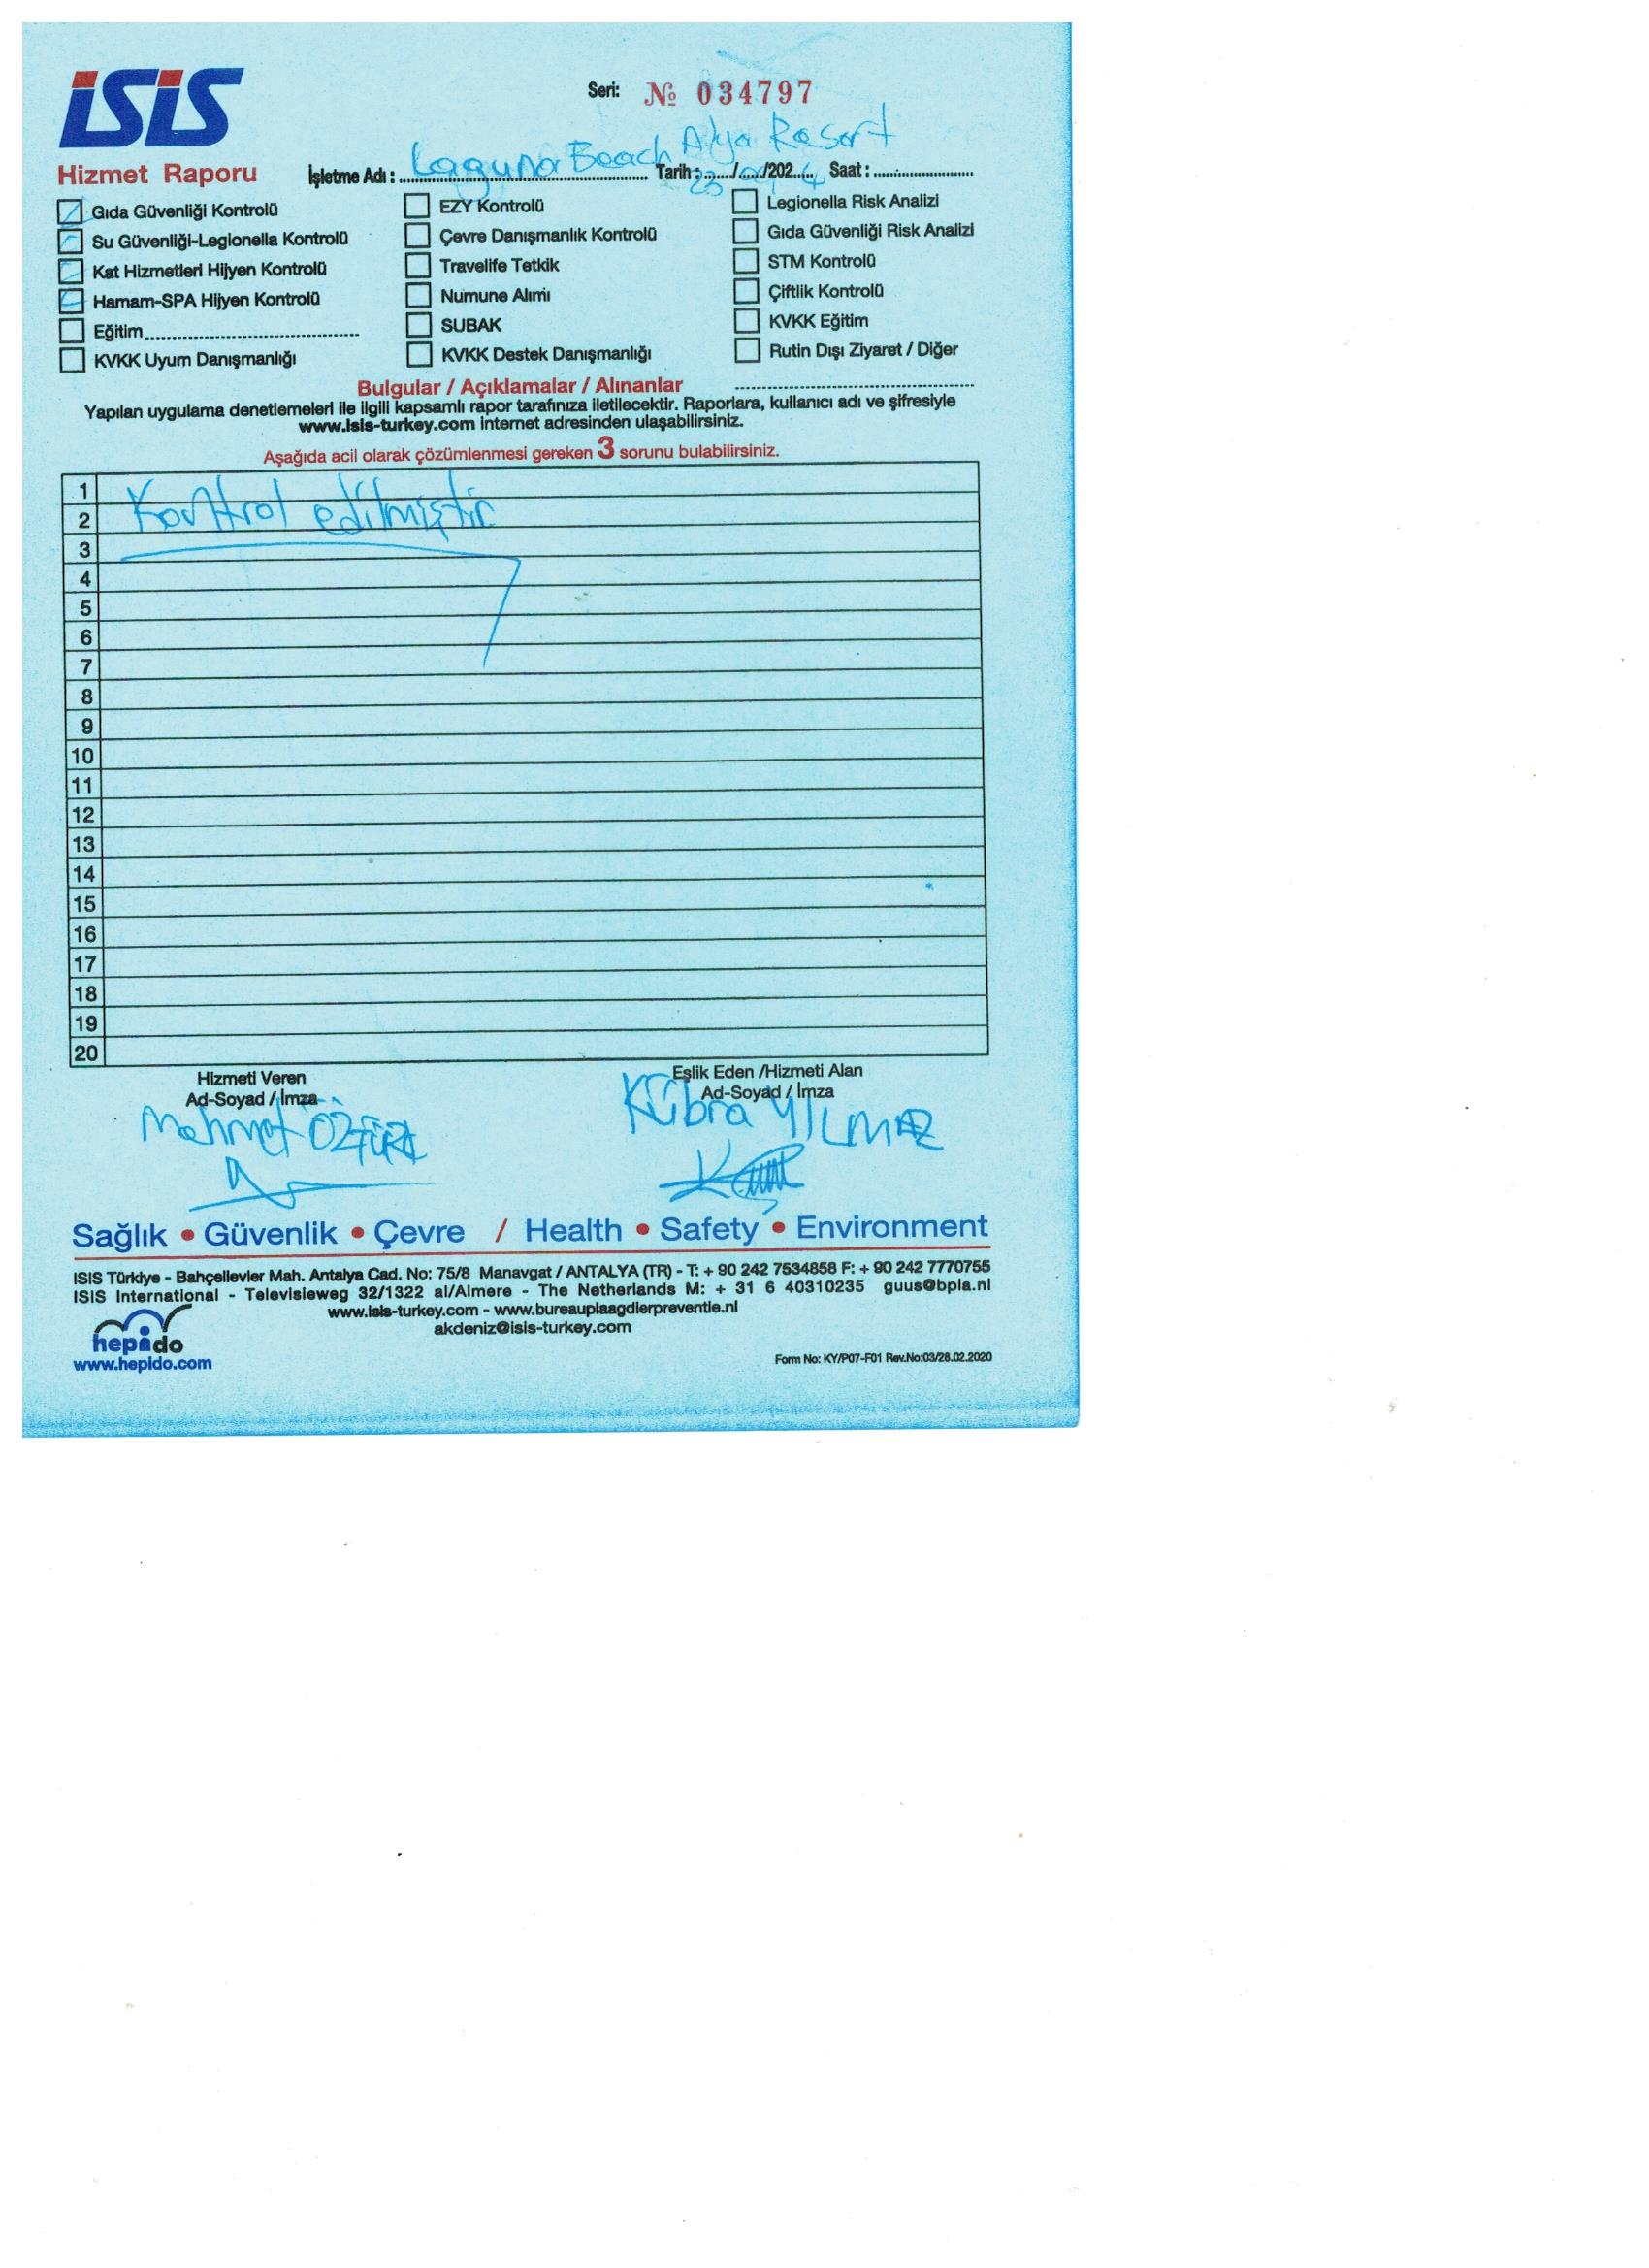 isis
Seri: № 034797
Hizmet Raporu İşletme Adı : Laguna Beach Alya Resort Tarih : 23/ /2024 Saat :
Gıda Güvenliği Kontrolü
Su Güvenliği-Legionella Kontrolü
Kat Hizmetleri Hijyen Kontrolü
Hamam-SPA Hijyen Kontrolü
Eğitim
KVKK Uyum Danışmanlığı
EZY Kontrolü
Çevre Danışmanlık Kontrolü
Travelife Tetkik
Numune Alımı
SUBAK
KVKK Destek Danışmanlığı
Legionella Risk Analizi
Gıda Güvenliği Risk Analizi
STM Kontrolü
Çiftlik Kontrolü
KVKK Eğitim
Rutin Dışı Ziyaret / Diğer
Bulgular / Açıklamalar / Alınanlar
Yapılan uygulama denetlemeleri ile ilgili kapsamlı rapor tarafınıza iletilecektir. Raporlara, kullanıcı adı ve şifresiyle
www.isis-turkey.com internet adresinden ulaşabilirsiniz.
Aşağıda acil olarak çözümlenmesi gereken 3 sorunu bulabilirsiniz.
1
2 Kontrol edilmiştir
3
4
5
6
7
8
9
10
11
12
13
14
15
16
17
18
19
20
Hizmeti Veren
Ad-Soyad / İmza
Mehmet ÖZTÜRK
Eşlik Eden /Hizmeti Alan
Ad-Soyad / İmza
Kübra YILMAZ
Sağlık • Güvenlik • Çevre / Health • Safety • Environment
ISIS Türkiye - Bahçelievler Mah. Antalya Cad. No: 75/8 Manavgat / ANTALYA (TR) - T: + 90 242 7534858 F: + 90 242 7770755
ISIS International - Televisieweg 32/1322 al/Almere - The Netherlands M: + 31 6 40310235 guus@bpla.nl
www.isis-turkey.com - www.bureauplaagdierpreventie.nl
akdeniz@isis-turkey.com
hepido
www.hepido.com
Form No: KY/P07-F01 Rev.No:03/28.02.2020